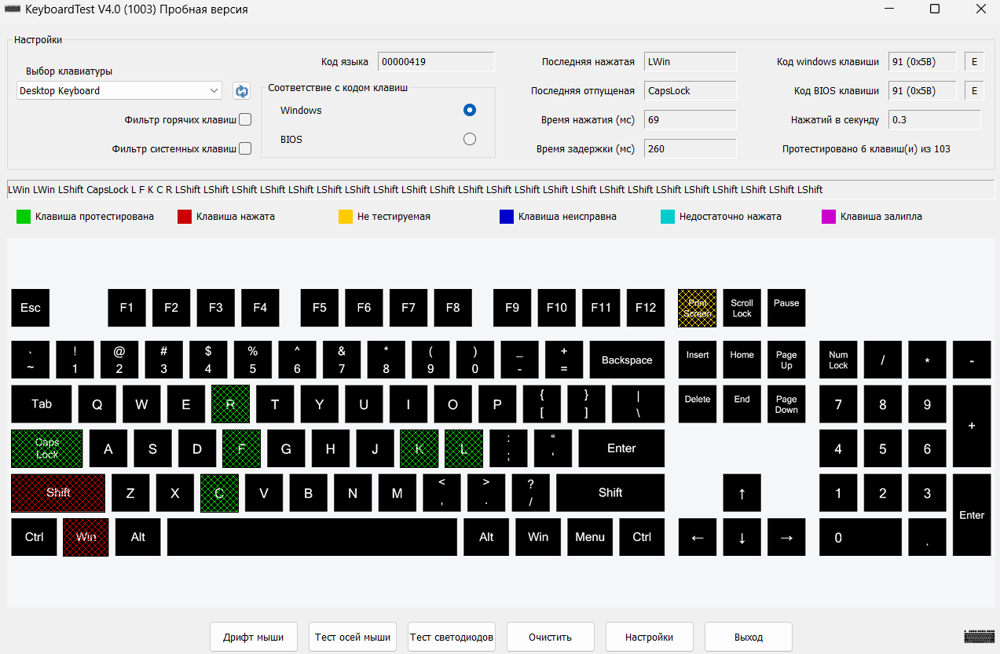 KeyboardTest V4.0 (1003) Пробная версия
Настройки
Код языка 00000419 Последняя нажатая LWin Код windows клавиши 91 (0x5B) E
Выбор клавиатуры
Desktop Keyboard Соответствие с кодом клавиш Последняя отпущеная CapsLock Код BIOS клавиши 91 (0x5B) E
Windows
Фильтр горячих клавиш Время нажатия (мс) 69 Нажатий в секунду 0.3
BIOS
Фильтр системных клавиш Время задержки (мс) 260 Протестировано 6 клавиш(и) из 103
LWin LWin LShift CapsLock L F K C R LShift LShift LShift LShift LShift LShift LShift LShift LShift LShift LShift LShift LShift LShift LShift LShift LShift LShift LShift LShift LShift LShift LShift
Клавиша протестирована Клавиша нажата Не тестируемая Клавиша неисправна Недостаточно нажата Клавиша залипла
Esc F1 F2 F3 F4 F5 F6 F7 F8 F9 F10 F11 F12 Print Screen Scroll Lock Pause
` ! @ # $ % ^ & * ( ) _ + Backspace Insert Home Page Up Num Lock / * -
~ 1 2 3 4 5 6 7 8 9 0 - =
Tab Q W E R T Y U I O P { } | Delete End Page Down 7 8 9 +
[ ] \
Caps Lock A S D F G H J K L : “ Enter 4 5 6
; ‘
Shift Z X C V B N M < > ? Shift ↑ 1 2 3 Enter
, . /
Ctrl Win Alt Alt Win Menu Ctrl ← ↓ → 0 .
Дрифт мыши Тест осей мыши Тест светодиодов Очистить Настройки Выход